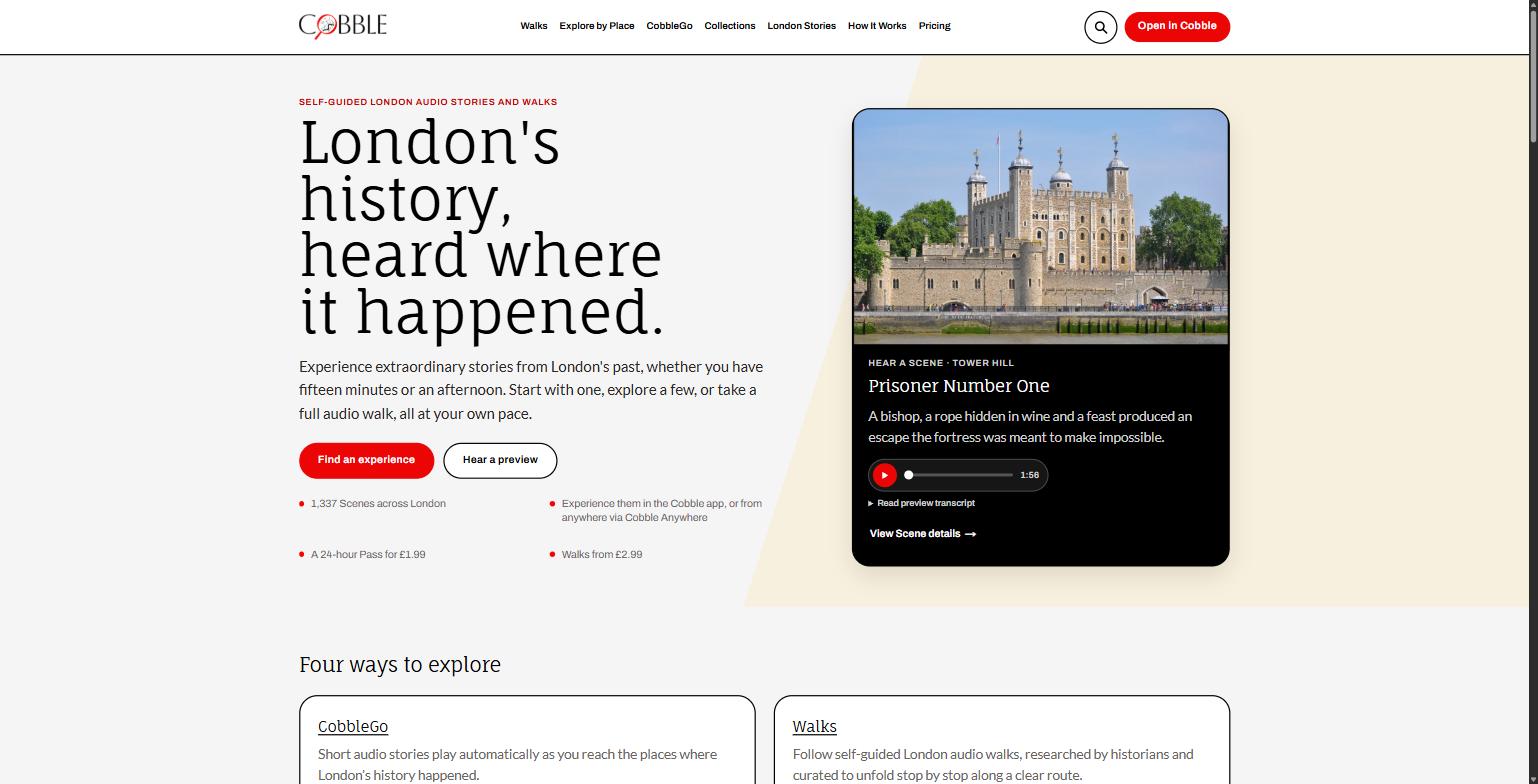 COBBLE
Walks
Explore by Place
CobbleGo
Collections
London Stories
How It Works
Pricing
Open in Cobble
SELF-GUIDED LONDON AUDIO STORIES AND WALKS
London's
history,
heard where
it happened.
Experience extraordinary stories from London's past, whether you have
fifteen minutes or an afternoon. Start with one, explore a few, or take a
full audio walk, all at your own pace.
Find an experience
Hear a preview
1,337 Scenes across London
Experience them in the Cobble app, or from
anywhere via Cobble Anywhere
A 24-hour Pass for £1.99
Walks from £2.99
HEAR A SCENE · TOWER HILL
Prisoner Number One
A bishop, a rope hidden in wine and a feast produced an
escape the fortress was meant to make impossible.
1:56
Read preview transcript
View Scene details →
Four ways to explore
CobbleGo
Short audio stories play automatically as you reach the places where
London’s history happened.
Walks
Follow self-guided London audio walks, researched by historians and
curated to unfold stop by stop along a clear route.